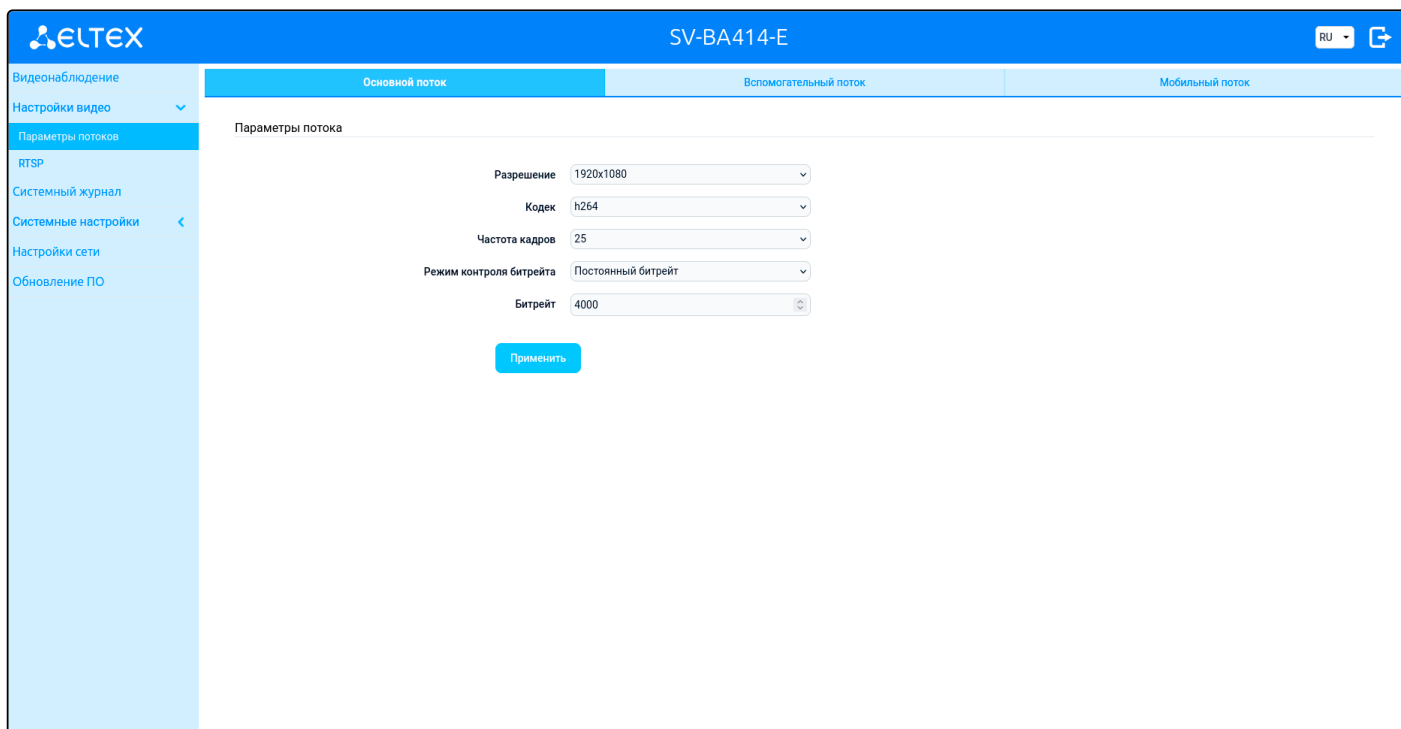 ELTEX
SV-BA414-E
RU
Видеонаблюдение
Настройки видео
Параметры потоков
RTSP
Системный журнал
Системные настройки
Настройки сети
Обновление ПО
Основной поток
Вспомогательный поток
Мобильный поток
Параметры потока
Разрешение 1920x1080
Кодек h264
Частота кадров 25
Режим контроля битрейта Постоянный битрейт
Битрейт 4000
Применить